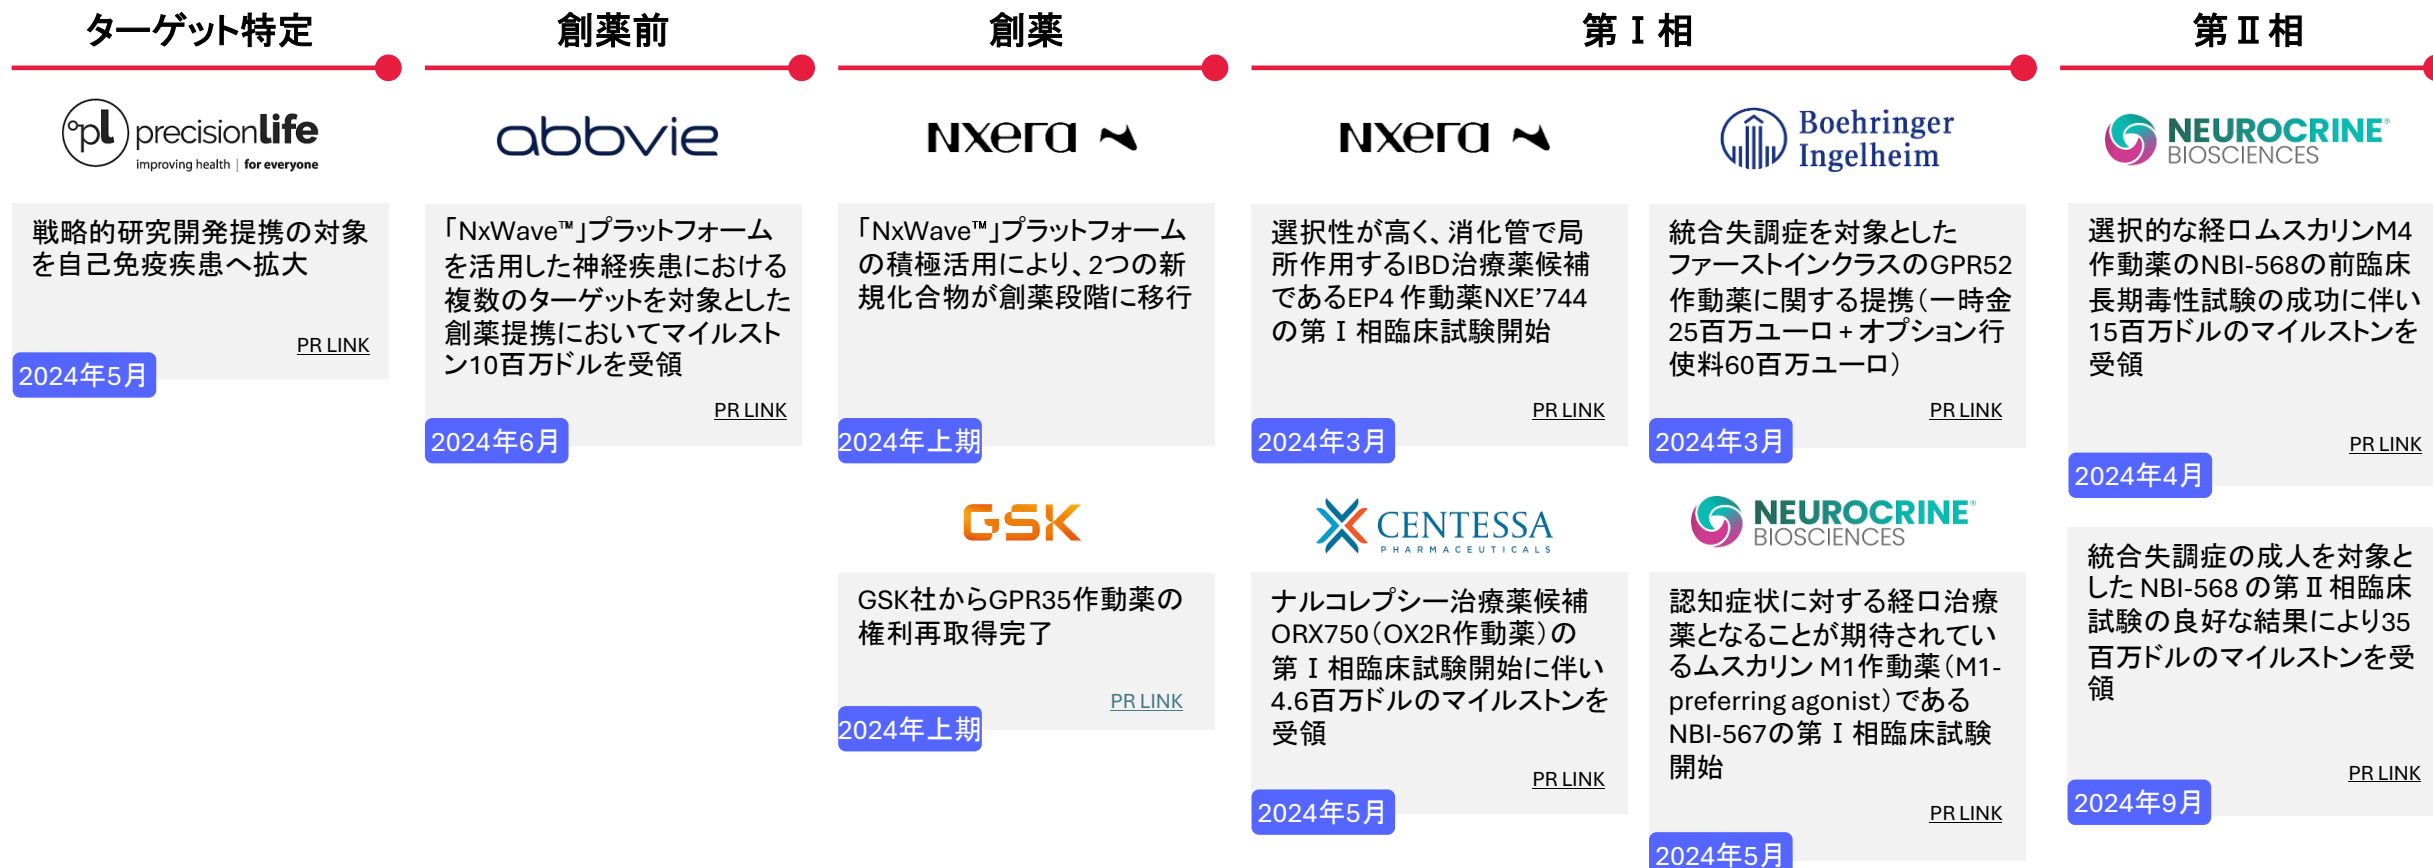 ターゲット特定
創薬前
創薬
第Ⅰ相
第Ⅱ相
pl precisionlife
improving health | for everyone
戦略的研究開発提携の対象
を自己免疫疾患へ拡大
PR LINK
2024年5月
abbvie
「NxWave™」プラットフォーム
を活用した神経疾患における
複数のターゲットを対象とした
創薬提携においてマイルスト
ン10百万ドルを受領
PR LINK
2024年6月
nxera
「NxWave™」プラットフォーム
の積極活用により、2つの新
規化合物が創薬段階に移行
2024年上期
GSK
GSK社からGPR35作動薬の
権利再取得完了
PR LINK
2024年上期
nxera
選択性が高く、消化管で局
所作用するIBD治療薬候補
であるEP4 作動薬NXE’744
の第Ⅰ相臨床試験開始
PR LINK
2024年3月
Boehringer
Ingelheim
統合失調症を対象とした
ファーストインクラスのGPR52
作動薬に関する提携（一時金
25百万ユーロ + オプション行
使料60百万ユーロ）
PR LINK
2024年3月
CENTESSA
PHARMACEUTICALS
ナルコレプシー治療薬候補
ORX750（OX2R作動薬）の
第Ⅰ相臨床試験開始に伴い
4.6百万ドルのマイルストンを
受領
PR LINK
2024年5月
NEUROCRINE®
BIOSCIENCES
認知症状に対する経口治療
薬となることが期待されてい
るムスカリン M1作動薬（M1-
preferring agonist）である
NBI-567の第Ⅰ相臨床試験
開始
PR LINK
2024年5月
NEUROCRINE®
BIOSCIENCES
選択的な経口ムスカリンM4
作動薬のNBI-568の前臨床
長期毒性試験の成功に伴い
15百万ドルのマイルストンを
受領
PR LINK
2024年4月
統合失調症の成人を対象と
した NBI-568 の第Ⅱ相臨床
試験の良好な結果により35
百万ドルのマイルストンを受
領
PR LINK
2024年9月